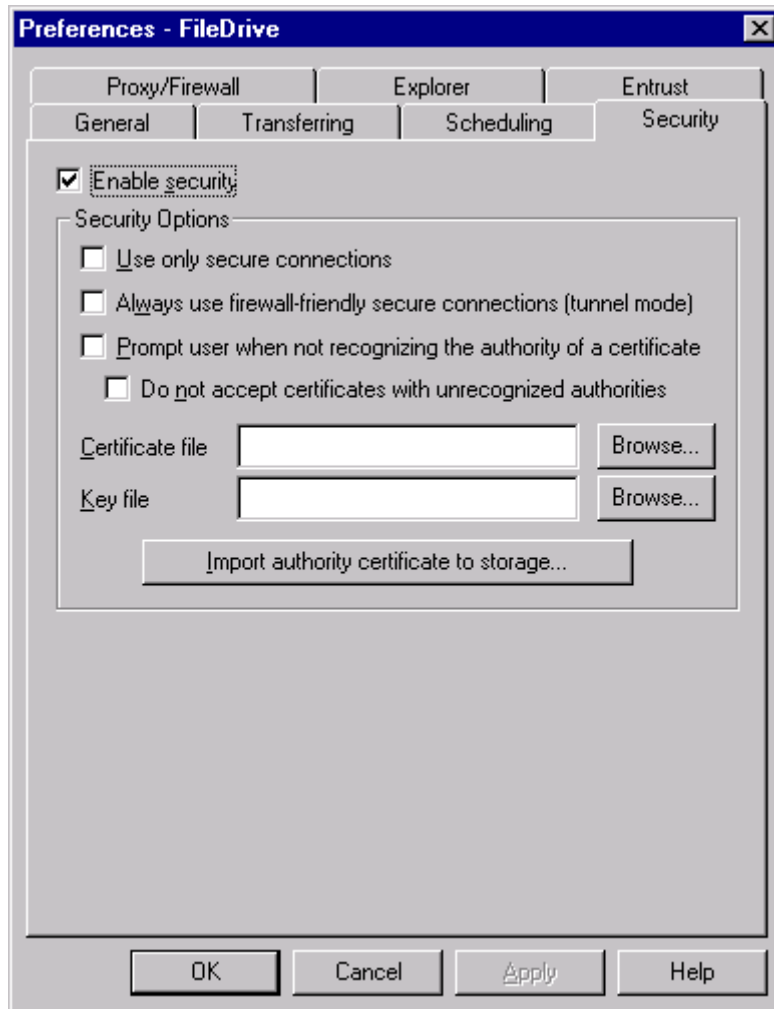 Preferences - FileDrive
Proxy/Firewall Explorer Entrust
General Transferring Scheduling Security
Enable security
Security Options
Use only secure connections
Always use firewall-friendly secure connections (tunnel mode)
Prompt user when not recognizing the authority of a certificate
Do not accept certificates with unrecognized authorities
Certificate file Browse...
Key file Browse...
Import authority certificate to storage...
OK Cancel Apply Help